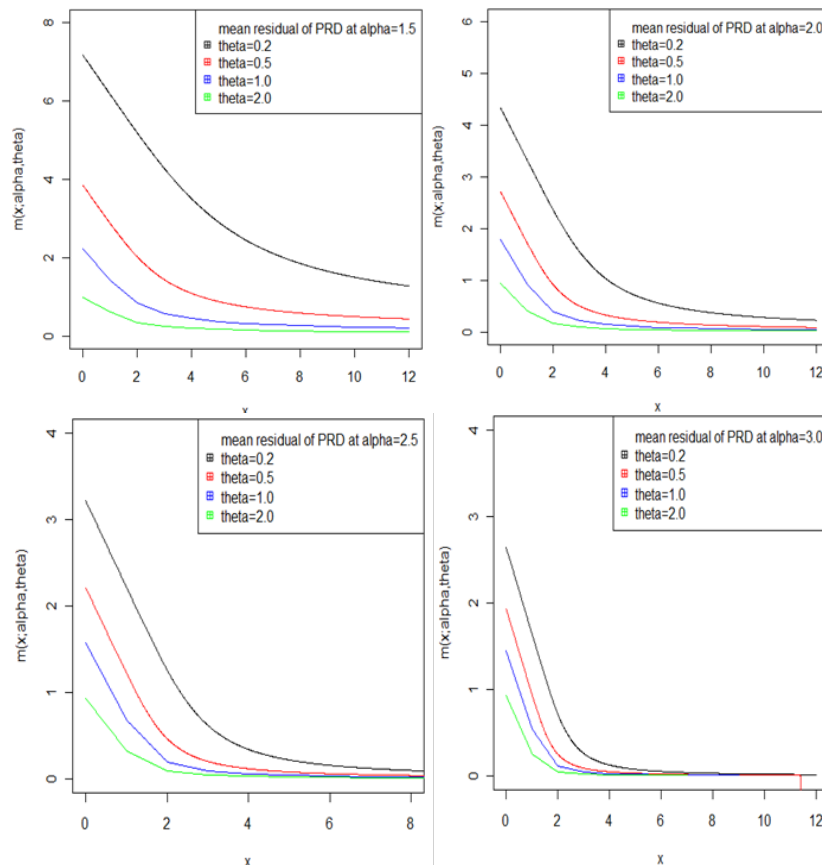 mean residual of PRD at alpha=1.5
theta=0.2
theta=0.5
theta=1.0
theta=2.0
m(x;alpha,theta)
8
6
4
2
0
0 2 4 6 8 10 12
x
mean residual of PRD at alpha=2.0
theta=0.2
theta=0.5
theta=1.0
theta=2.0
m(x;alpha,theta)
6
5
4
3
2
1
0
0 2 4 6 8 10 12
x
mean residual of PRD at alpha=2.5
theta=0.2
theta=0.5
theta=1.0
theta=2.0
m(x;alpha,theta)
4
3
2
1
0
0 2 4 6 8
x
mean residual of PRD at alpha=3.0
theta=0.2
theta=0.5
theta=1.0
theta=2.0
m(x;alpha,theta)
4
3
2
1
0
0 2 4 6 8 10 12
x